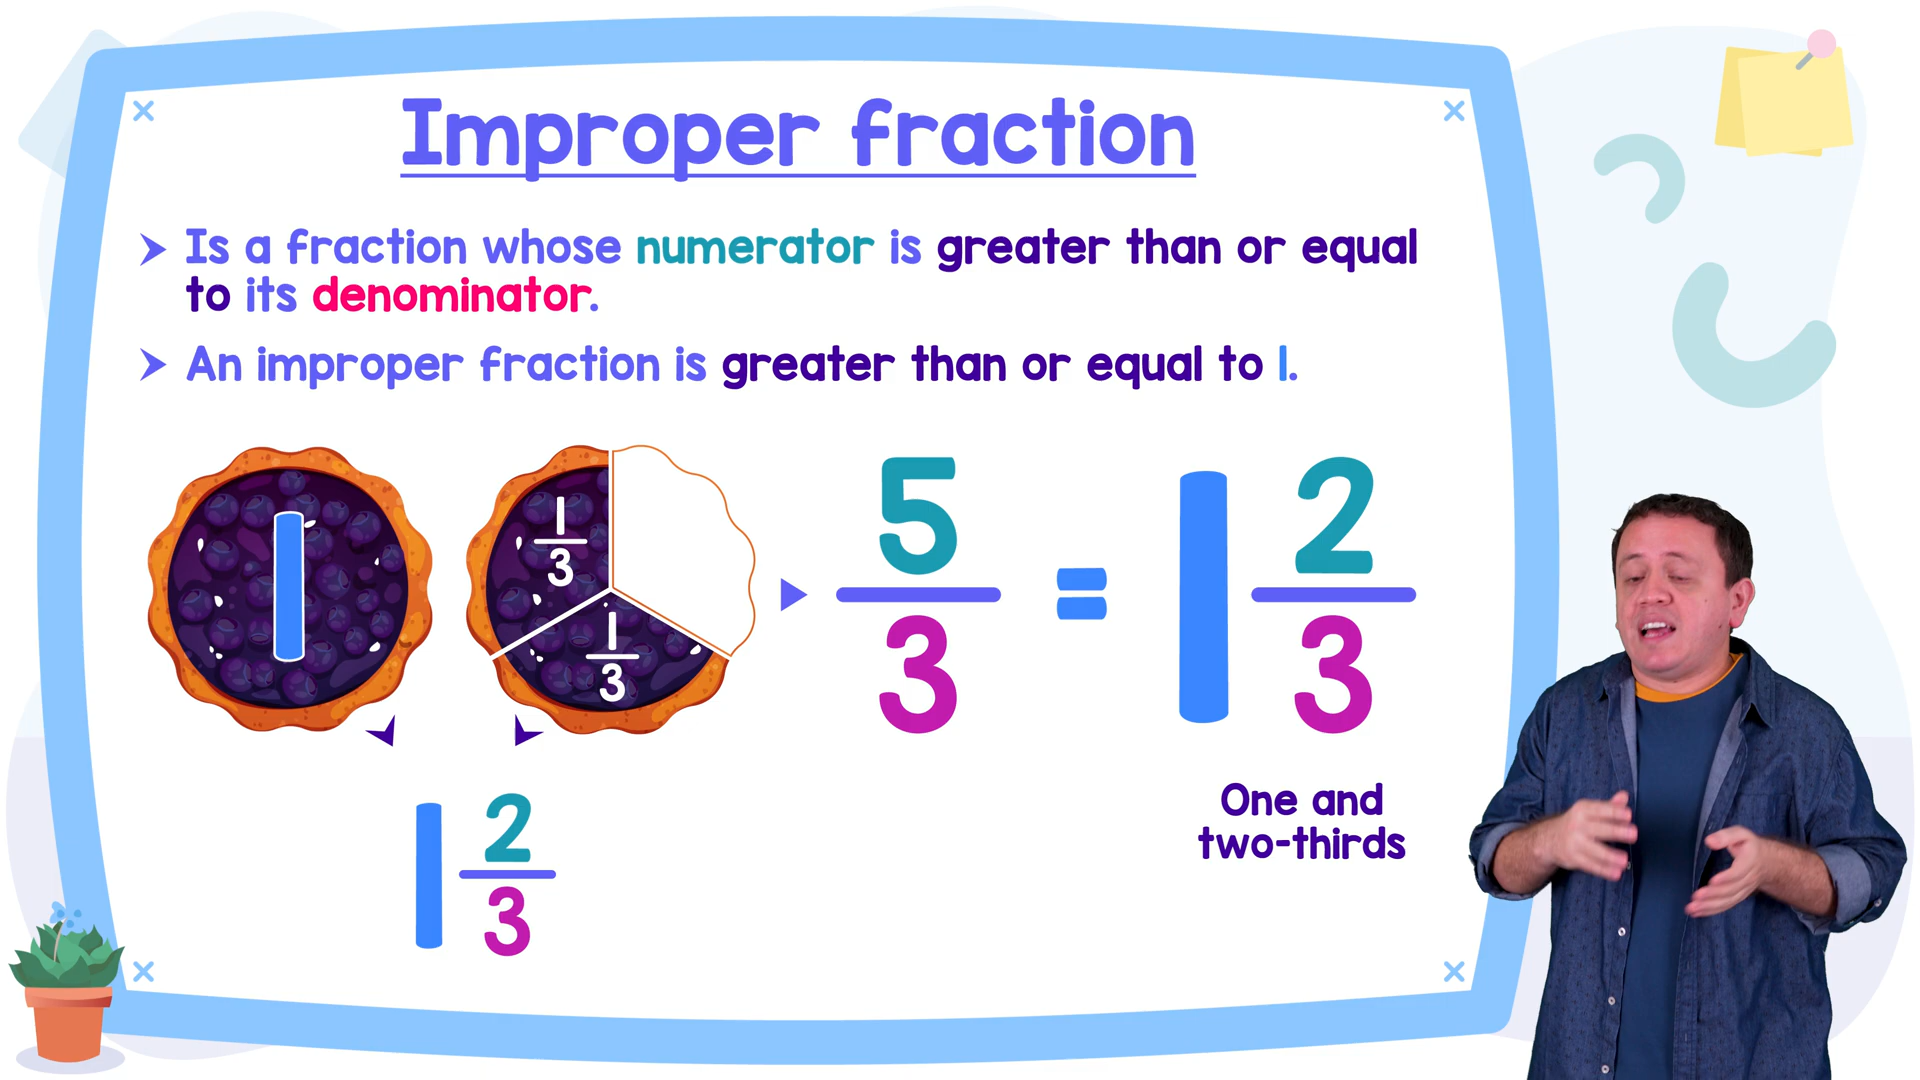 Improper fraction
Is a fraction whose numerator is greater than or equal
to its denominator.
An improper fraction is greater than or equal to 1.
1
1/3
1/3
5/3 = 1 2/3
1 2/3
One and
two-thirds